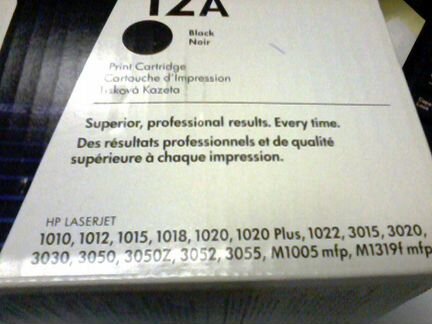 12A
Black
Noir
Print Cartridge
Cartouche d'Impression
Tisková Kazeta
Superior, professional results. Every time.
Des résultats professionnels et de qualité
supérieure à chaque impression.
HP LASERJET
1010, 1012, 1015, 1018, 1020, 1020 Plus, 1022, 3015, 3020,
3030, 3050, 3050Z, 3052, 3055, M1005 mfp, M1319f mfp